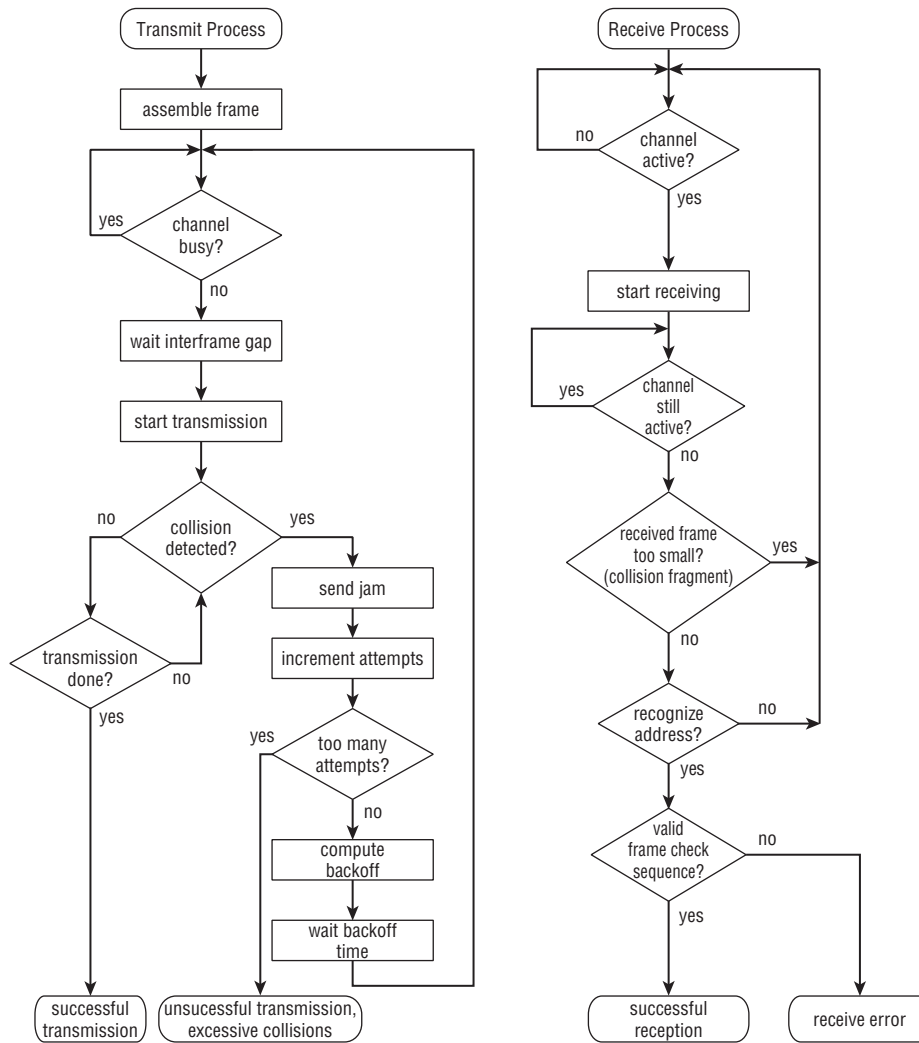 Transmit Process
assemble frame
yes
channel
busy?
no
wait interframe gap
start transmission
no
collision
detected?
yes
send jam
increment attempts
transmission
done?
no
yes
yes
too many
attempts?
no
compute
backoff
wait backoff
time
successful
transmission
unsucessful transmission,
excessive collisions
Receive Process
no
channel
active?
yes
start receiving
yes
channel
still
active?
no
received frame
too small?
(collision fragment)
yes
no
recognize
address?
no
yes
valid
frame check
sequence?
no
yes
successful
reception
receive error